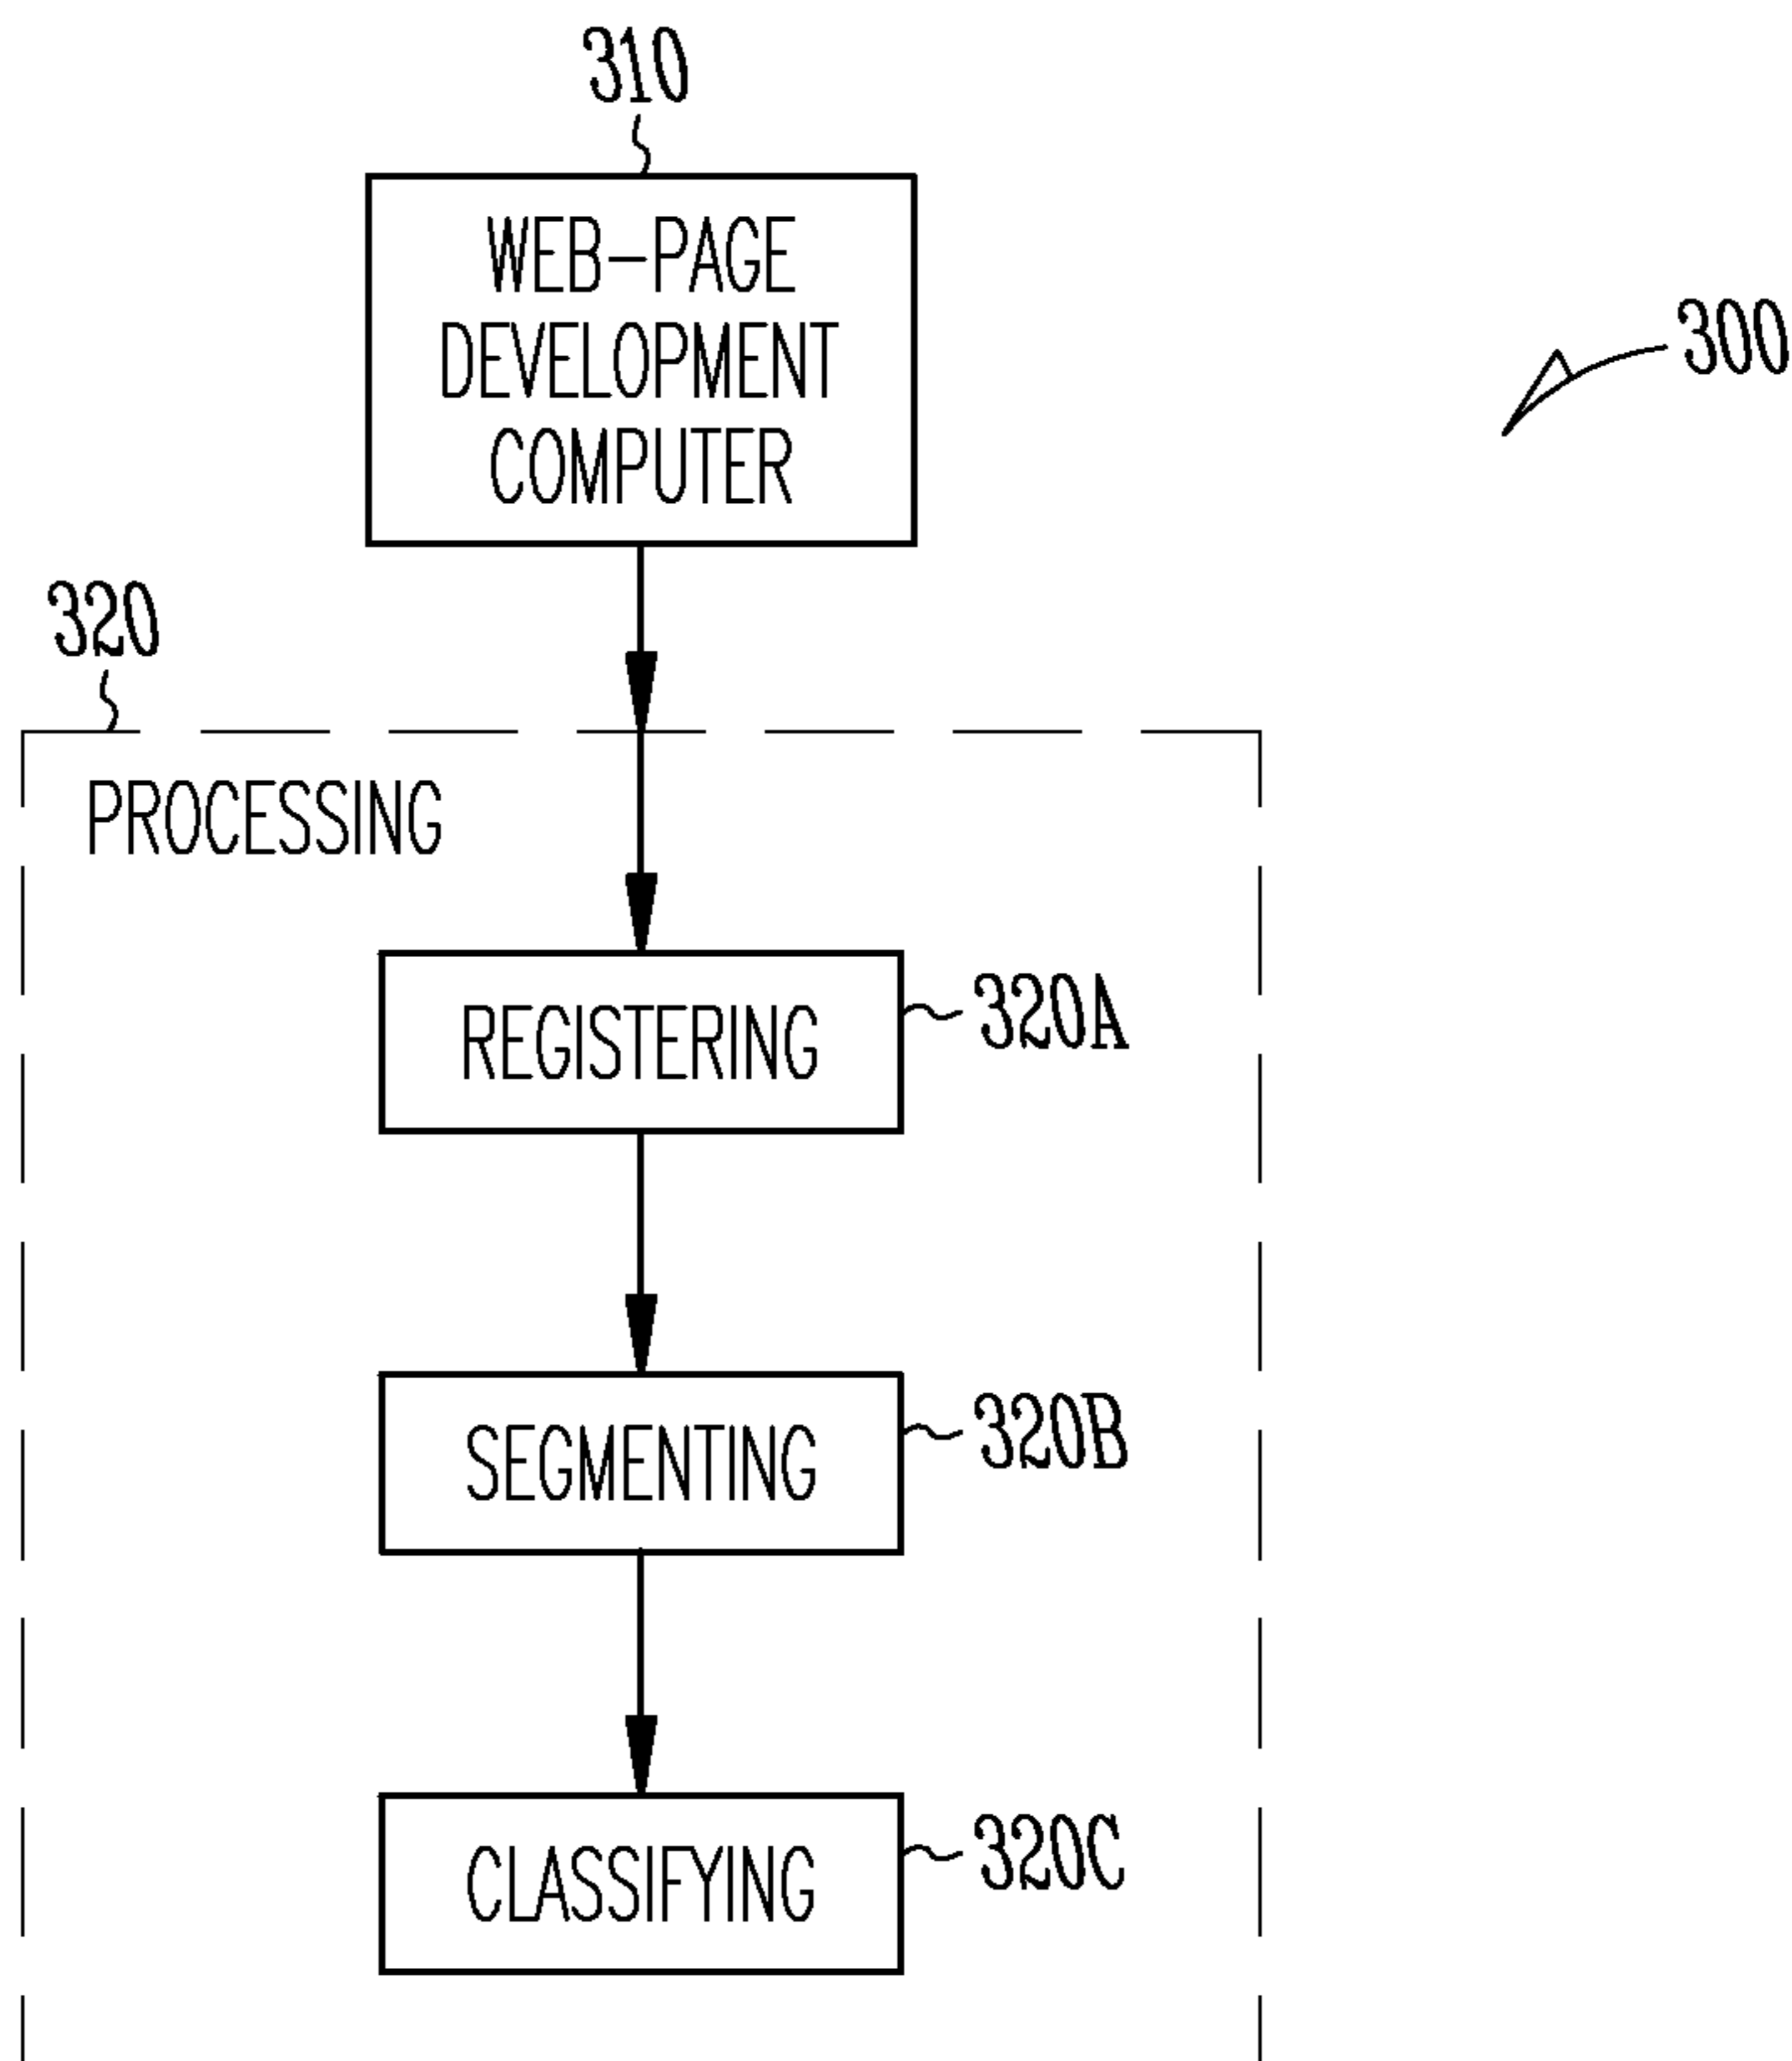 310
WEB-PAGE
DEVELOPMENT
COMPUTER
300
320
PROCESSING
REGISTERING
320A
SEGMENTING
320B
CLASSIFYING
320C